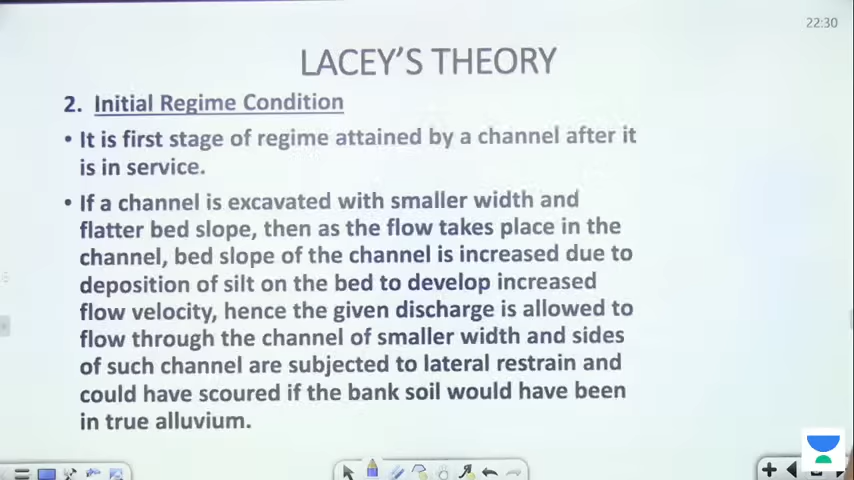 22:30
LACEY'S THEORY
2. Initial Regime Condition
• It is first stage of regime attained by a channel after it
is in service.
• If a channel is excavated with smaller width and
flatter bed slope, then as the flow takes place in the
channel, bed slope of the channel is increased due to
deposition of silt on the bed to develop increased
flow velocity, hence the given discharge is allowed to
flow through the channel of smaller width and sides
of such channel are subjected to lateral restrain and
could have scoured if the bank soil would have been
in true alluvium.